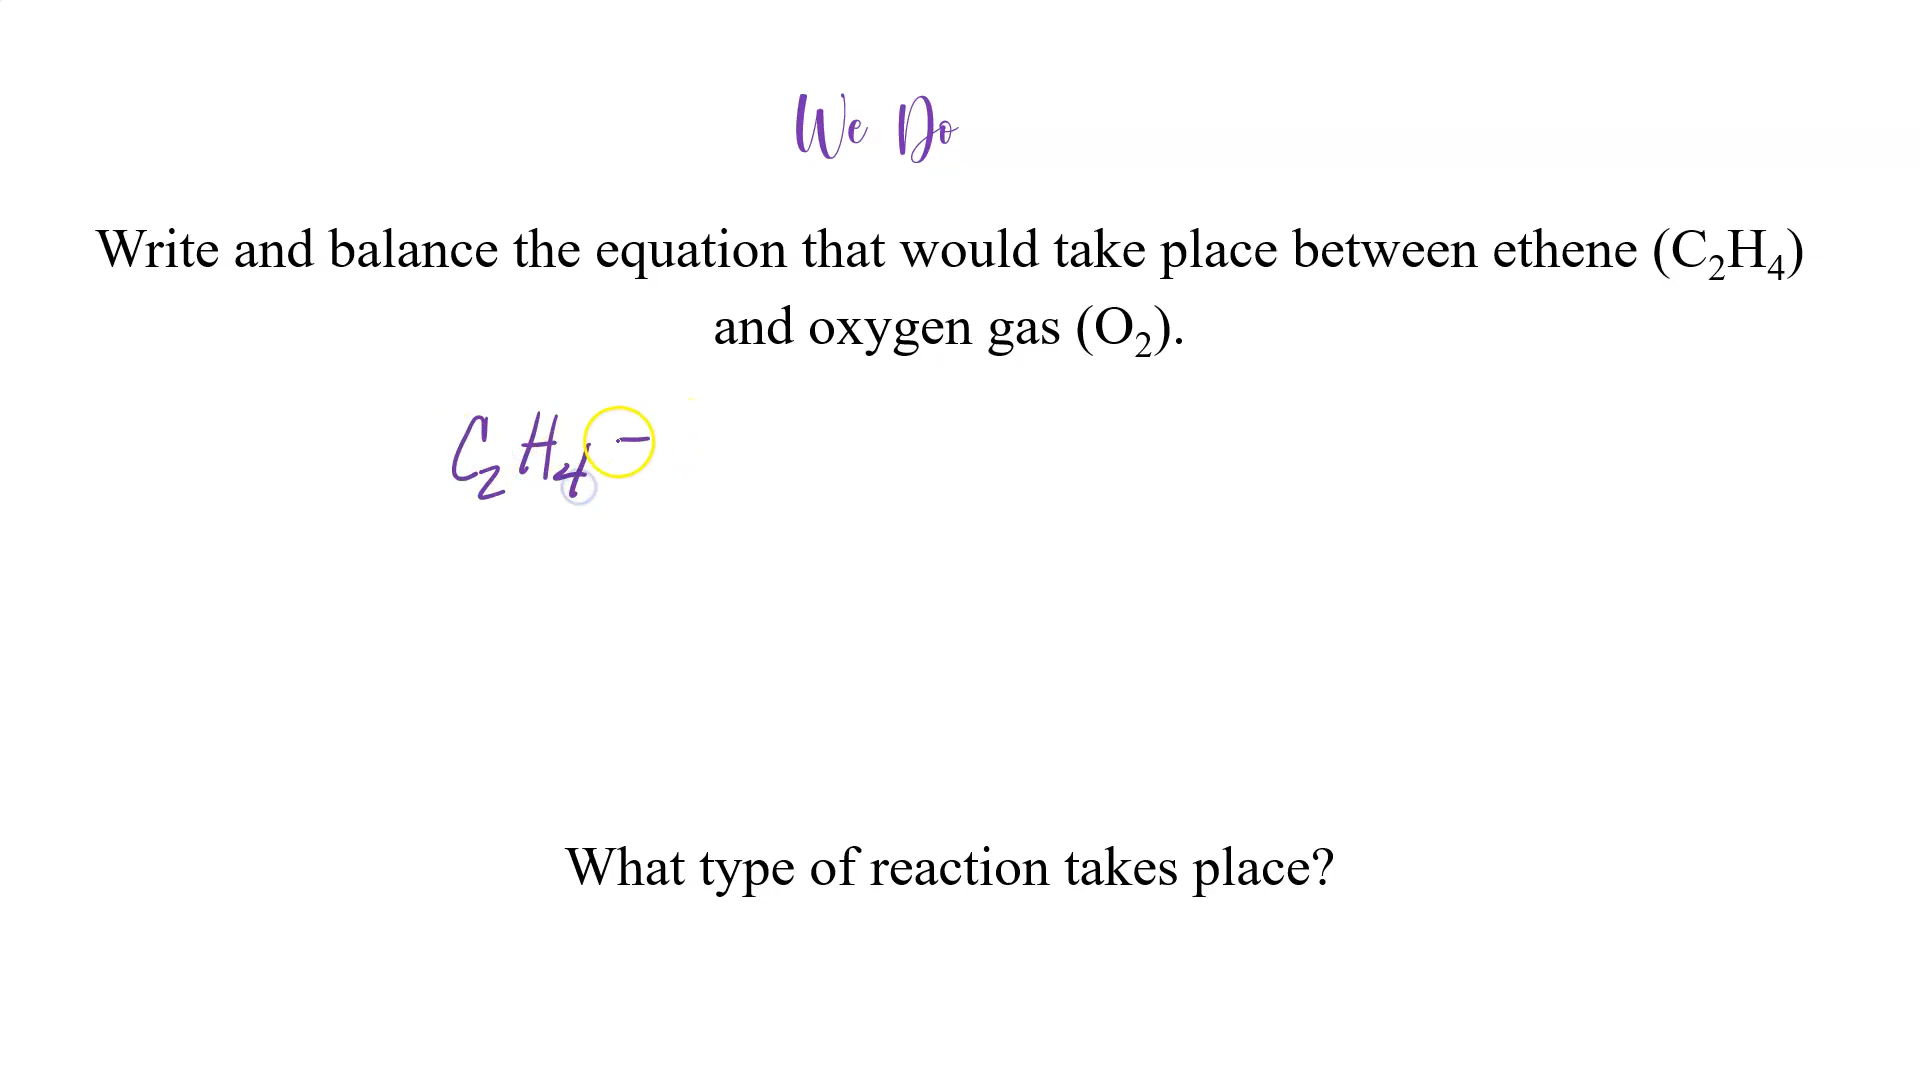 We Do
Write and balance the equation that would take place between ethene (C₂H₄)
and oxygen gas (O₂).
C₂H₄ –
What type of reaction takes place?